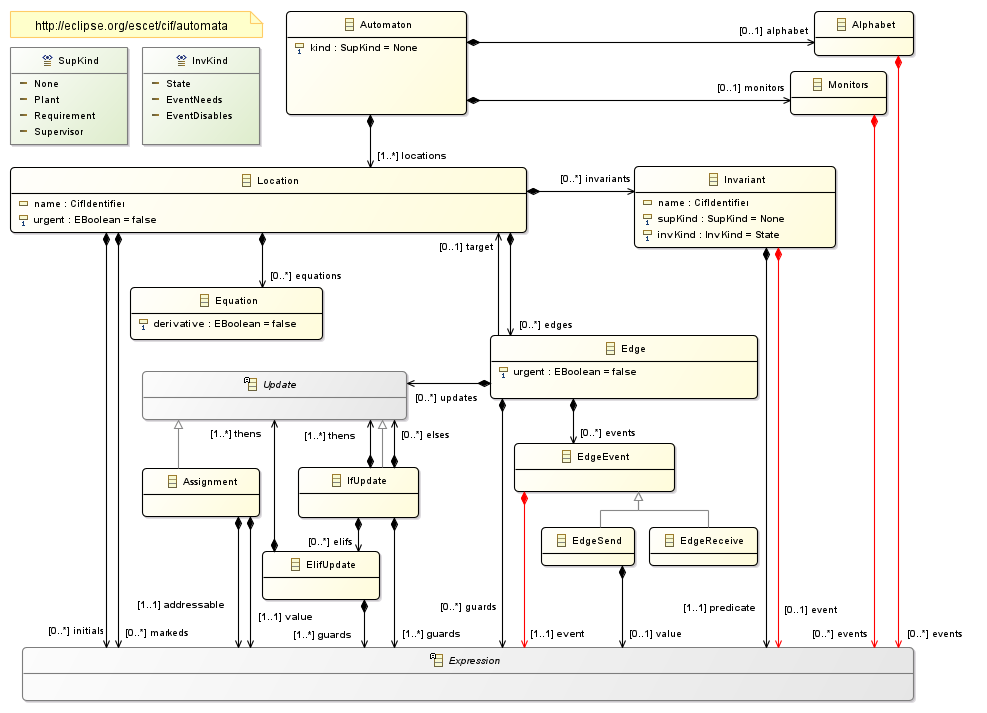 http://eclipse.org/escet/cif/automata
Automaton
kind : SupKind = None
[0..1] alphabet
Alphabet
SupKind
None
Plant
Requirement
Supervisor
InvKind
State
EventNeeds
EventDisables
[0..1] monitors
Monitors
[1..*] locations
Location
name : CifIdentifier
urgent : EBoolean = false
[0..*] invariants
Invariant
name : CifIdentifier
supKind : SupKind = None
invKind : InvKind = State
[0..1] target
[0..*] equations
Equation
derivative : EBoolean = false
[0..*] edges
Edge
urgent : EBoolean = false
Update
[0..*] updates
[1..*] thens
[1..*] thens
[0..*] elses
[0..*] events
EdgeEvent
Assignment
IfUpdate
[0..*] elifs
ElifUpdate
EdgeSend
EdgeReceive
[1..1] addressable
[1..1] value
[0..*] guards
[1..1] predicate
[0..1] event
[0..*] initials
[0..*] markeds
[1..*] guards
[1..*] guards
[1..1] event
[0..1] value
[0..*] events
[0..*] events
Expression